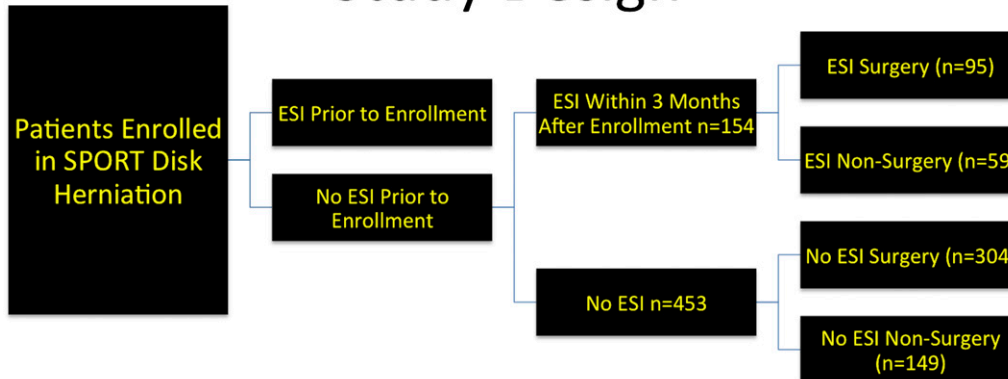 Patients Enrolled
in SPORT Disk
Herniation
ESI Prior to Enrollment
No ESI Prior to
Enrollment
ESI Within 3 Months
After Enrollment n=154
No ESI n=453
ESI Surgery (n=95)
ESI Non-Surgery (n=59
No ESI Surgery (n=304
No ESI Non-Surgery
(n=149)